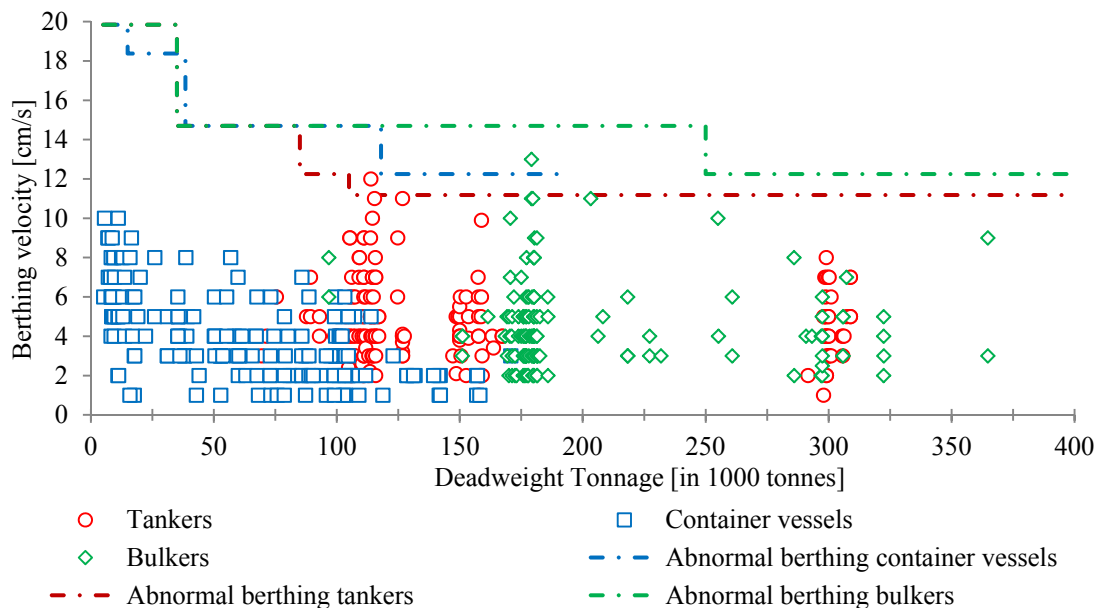 20
18
16
14
12
10
8
6
4
2
0
Berthing velocity [cm/s]
0 50 100 150 200 250 300 350 400
Deadweight Tonnage [in 1000 tonnes]
Tankers
Container vessels
Bulkers
Abnormal berthing container vessels
Abnormal berthing tankers
Abnormal berthing bulkers